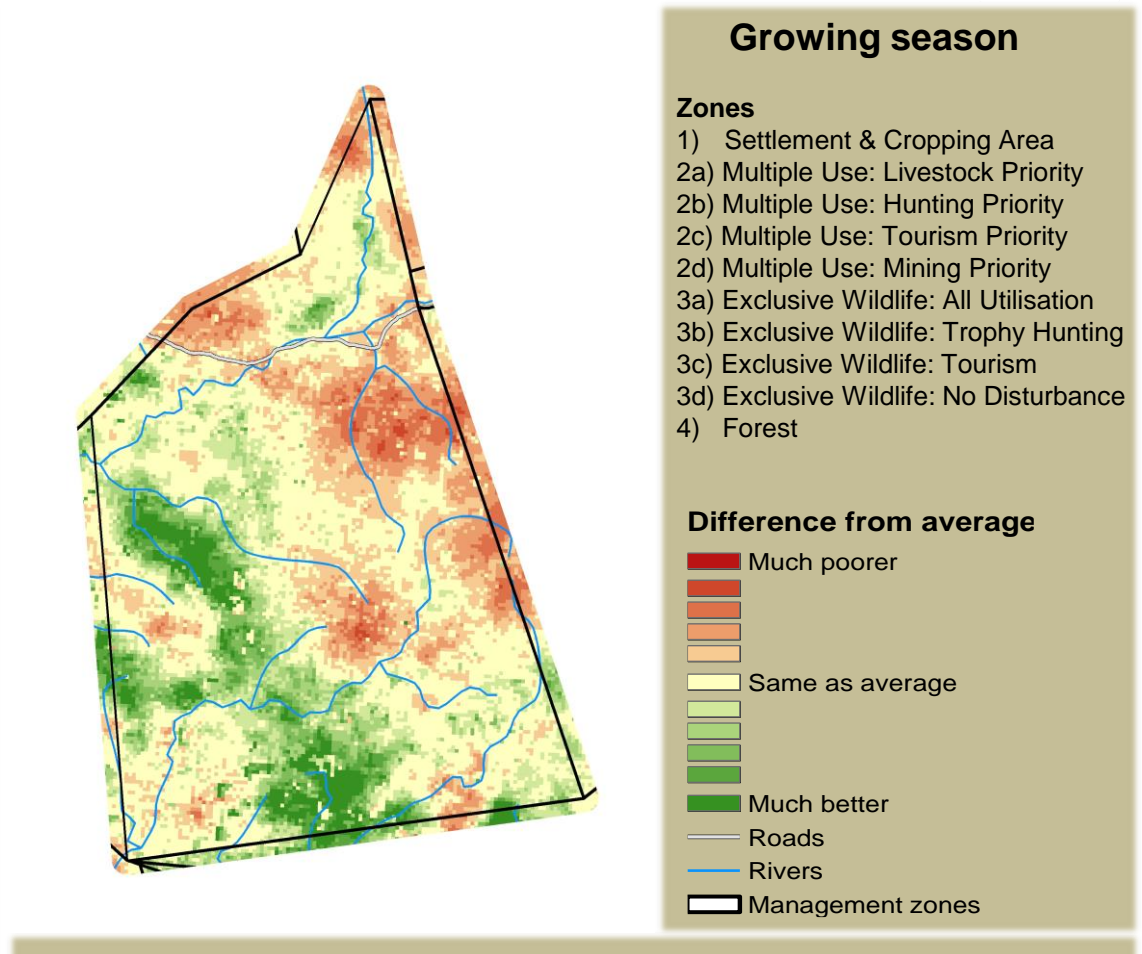 Growing season
Zones
1) Settlement & Cropping Area
2a) Multiple Use: Livestock Priority
2b) Multiple Use: Hunting Priority
2c) Multiple Use: Tourism Priority
2d) Multiple Use: Mining Priority
3a) Exclusive Wildlife: All Utilisation
3b) Exclusive Wildlife: Trophy Hunting
3c) Exclusive Wildlife: Tourism
3d) Exclusive Wildlife: No Disturbance
4) Forest
Difference from average
Much poorer
Same as average
Much better
Roads
Rivers
Management zones